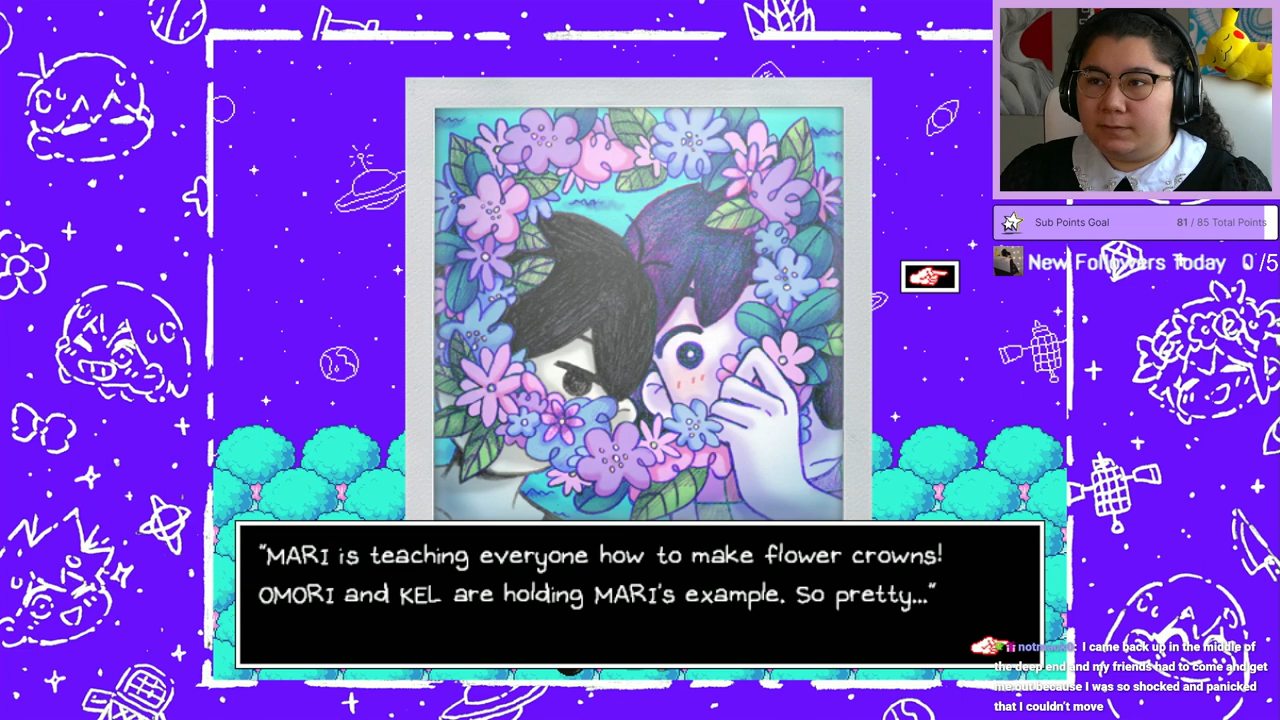 Sub Points Goal 81 / 85 Total Points
New Followers Today 0 /5
"MARI is teaching everyone how to make flower crowns!
OMORI and KEL are holding MARI's example. So pretty..."
I came back up in the middle of
the deep end and my friends had to come and get
me but because I was so shocked and panicked
that I couldn't move